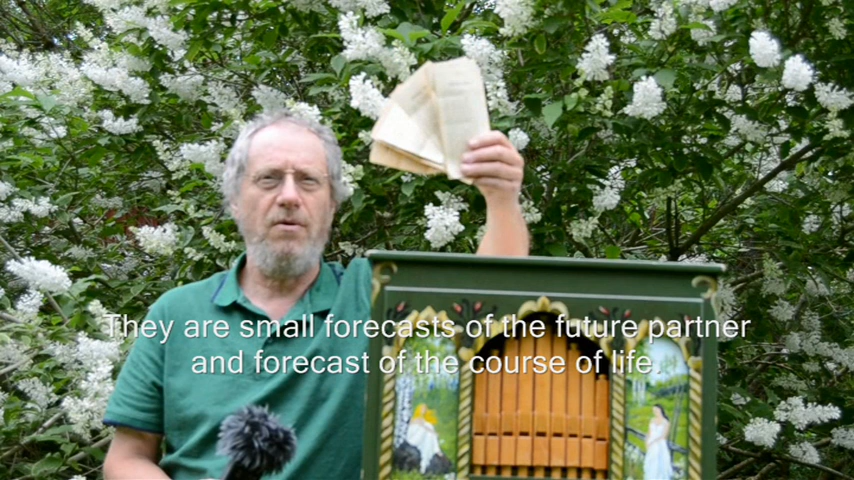 They are small forecasts of the future partner
and forecast of the course of life.